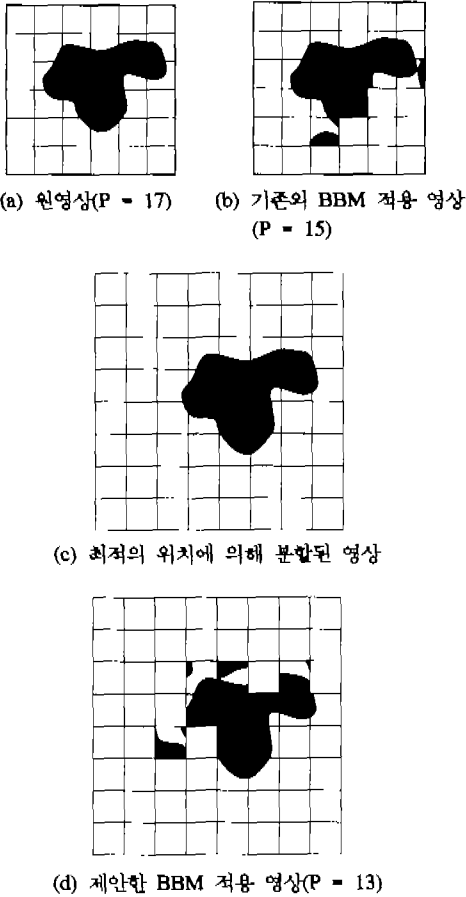 (a) 원영상(P = 17)
(b) 기존의 BBM 적용 영상
(P = 15)
(c) 최적의 위치에 의해 분할된 영상
(d) 제안한 BBM 적용 영상(P = 13)